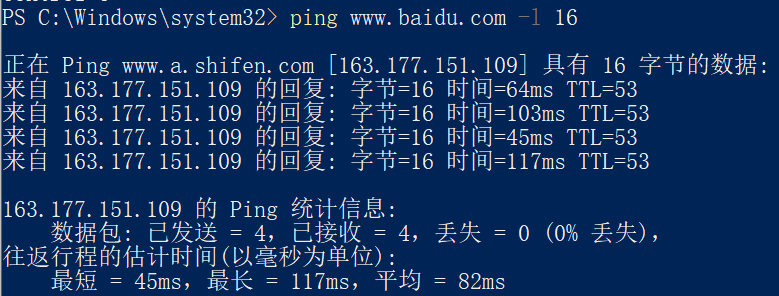 PS C:\Windows\system32> ping www.baidu.com -l 16
正在 Ping www.a.shifen.com [163.177.151.109] 具有 16 字节的数据:
来自 163.177.151.109 的回复: 字节=16 时间=64ms TTL=53
来自 163.177.151.109 的回复: 字节=16 时间=103ms TTL=53
来自 163.177.151.109 的回复: 字节=16 时间=45ms TTL=53
来自 163.177.151.109 的回复: 字节=16 时间=117ms TTL=53
163.177.151.109 的 Ping 统计信息:
数据包: 已发送 = 4，已接收 = 4，丢失 = 0 (0% 丢失)，
往返行程的估计时间(以毫秒为单位):
最短 = 45ms，最长 = 117ms，平均 = 82ms